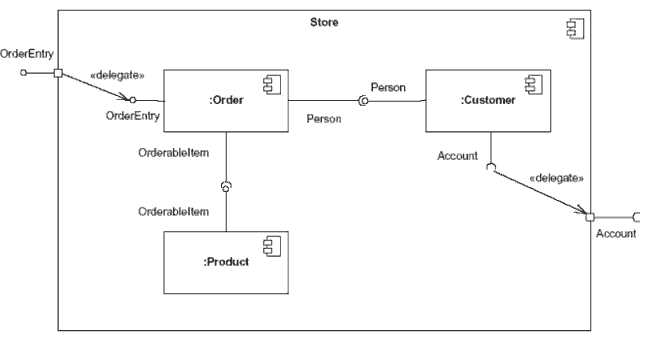 Store
OrderEntry
«delegate»
:Order
OrderEntry
Person
Person
:Customer
OrderableItem
Account
«delegate»
OrderableItem
Account
:Product